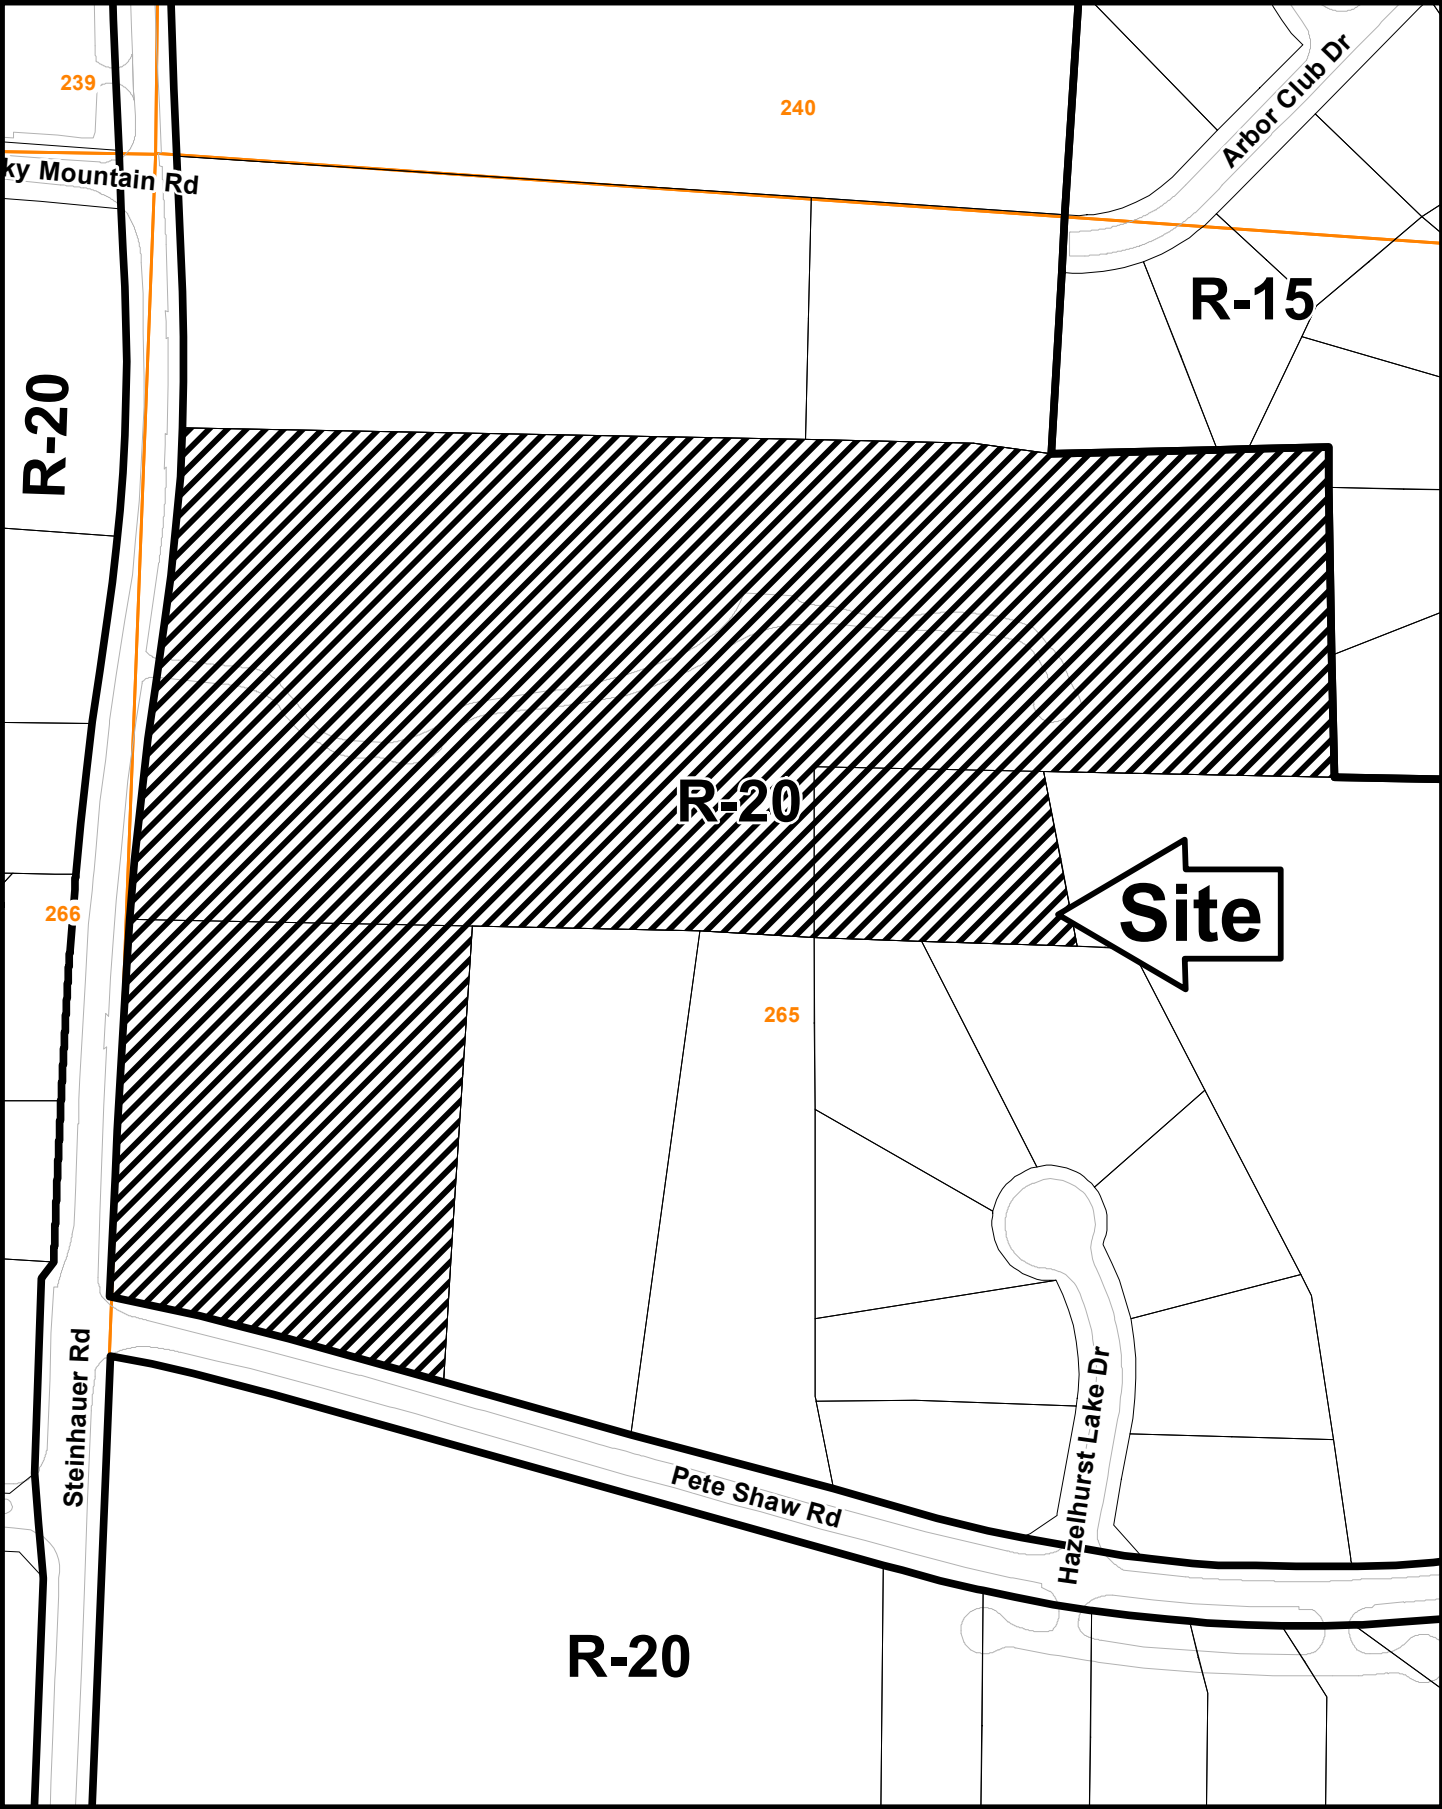 239
240
Arbor Club Dr
ky Mountain Rd
R-15
R-20
R-20
Site
266
265
Steinhauer Rd
Pete Shaw Rd
Hazelhurst Lake Dr
R-20